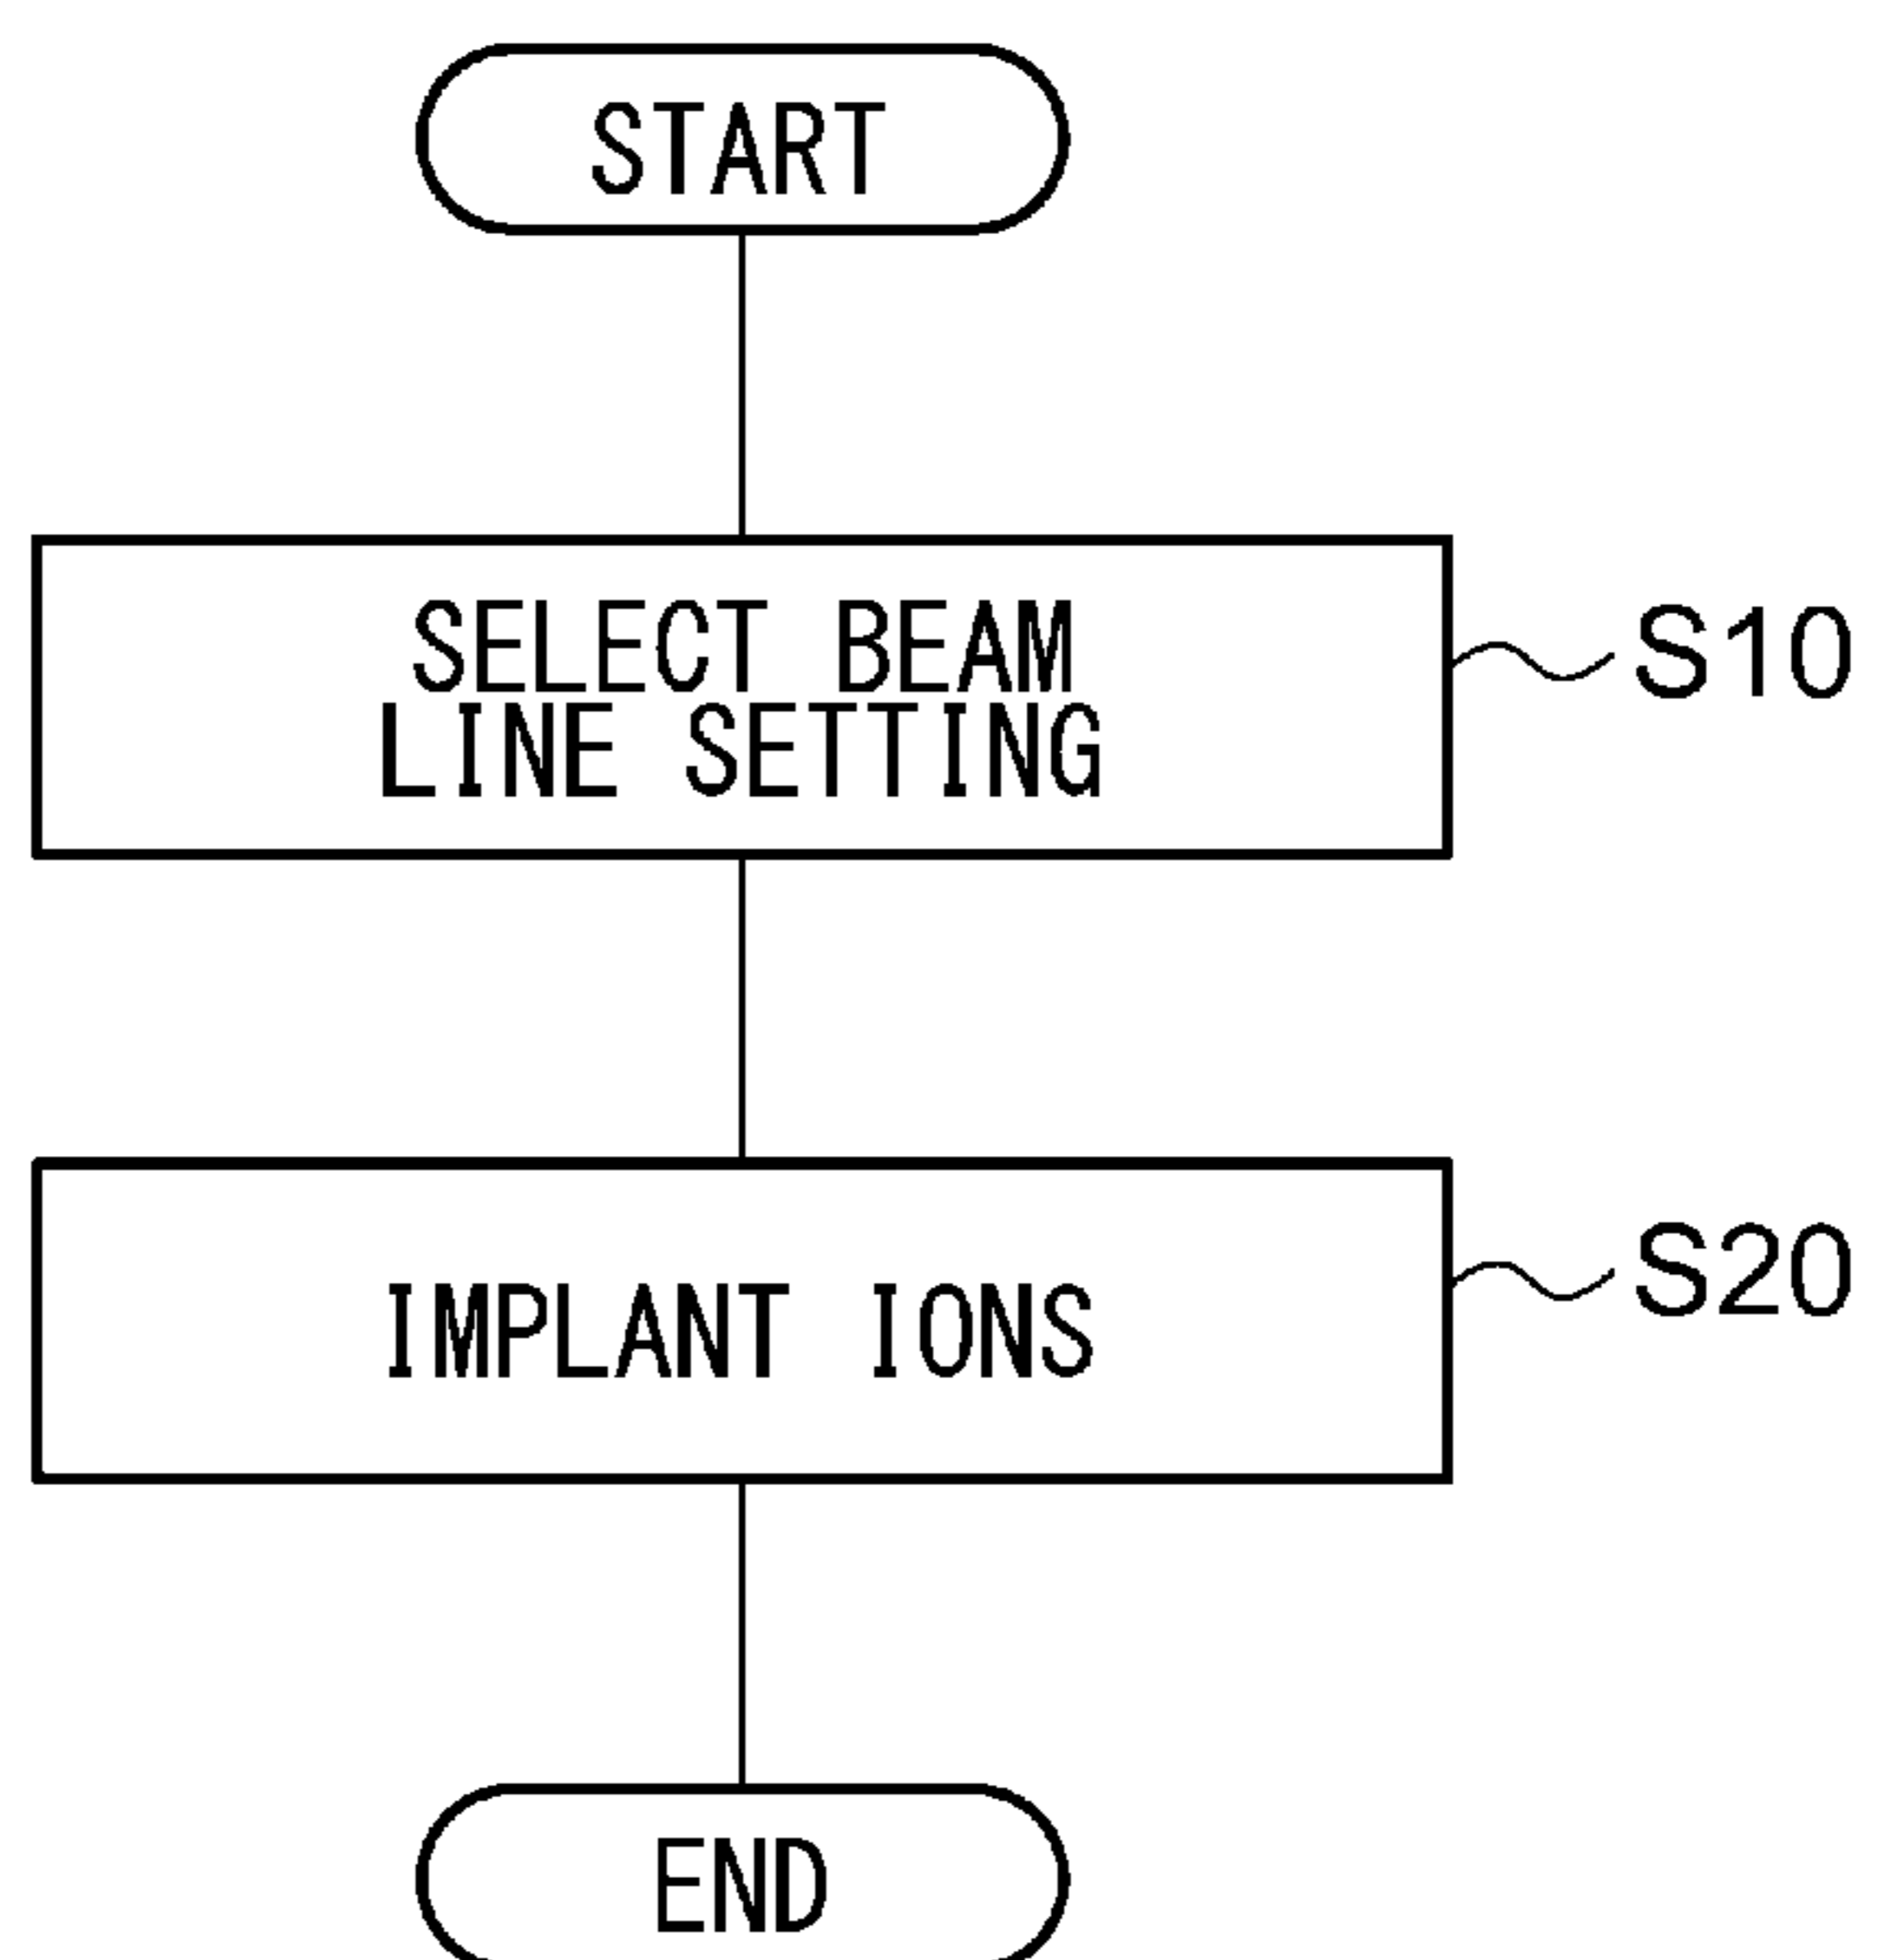 START
SELECT BEAM
LINE SETTING
S10
IMPLANT IONS
S20
END